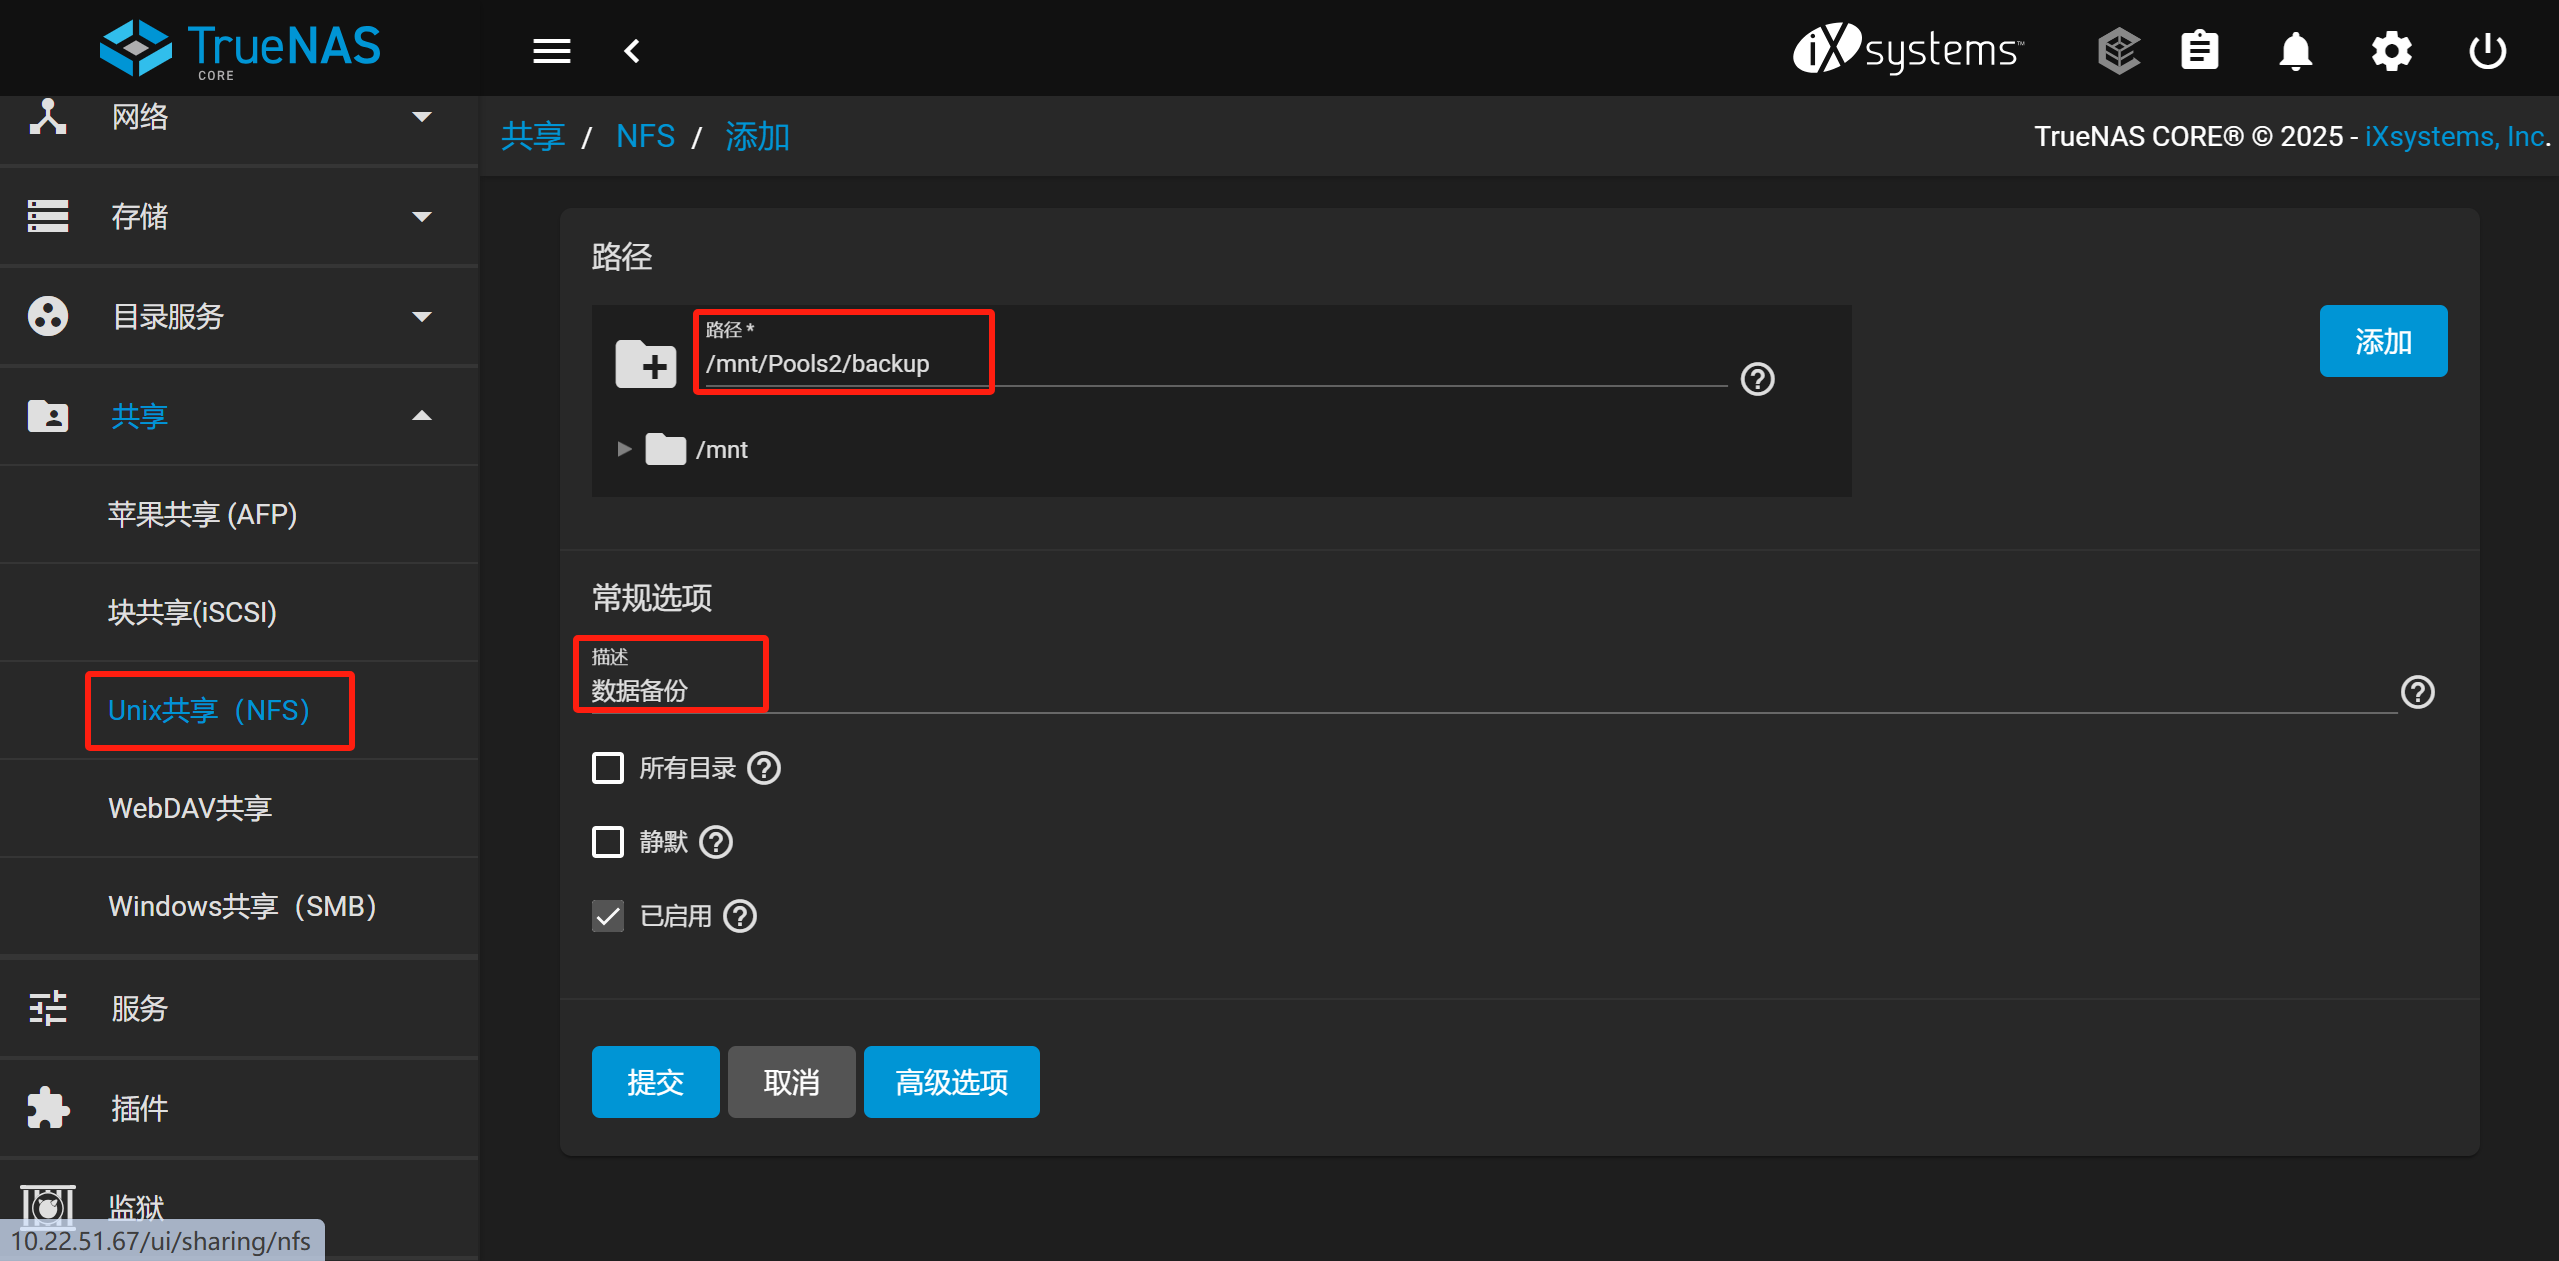 TrueNAS
CORE
iXsystems™
网络
存储
目录服务
共享
苹果共享 (AFP)
块共享(iSCSI)
Unix共享（NFS）
WebDAV共享
Windows共享（SMB）
服务
插件
监狱
10.22.51.67/ui/sharing/nfs
共享 / NFS / 添加
TrueNAS CORE® © 2025 - iXsystems, Inc.
路径
路径 *
/mnt/Pools2/backup
/mnt
添加
常规选项
描述
数据备份
所有目录
静默
已启用
提交
取消
高级选项